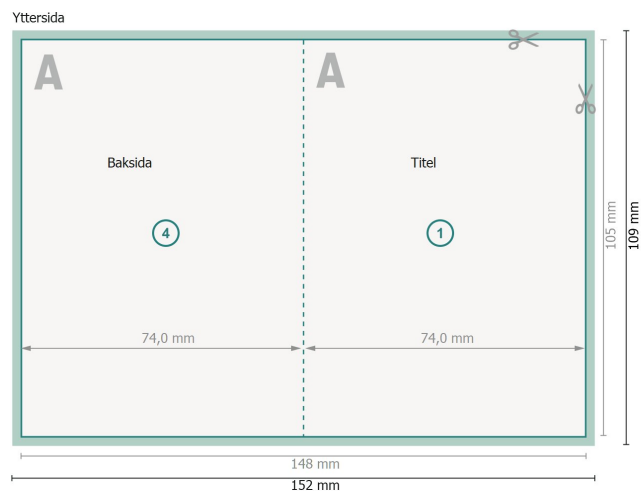 Yttersida
A
A
Baksida
Titel
4
1
105 mm
109 mm
74,0 mm
74,0 mm
148 mm
152 mm